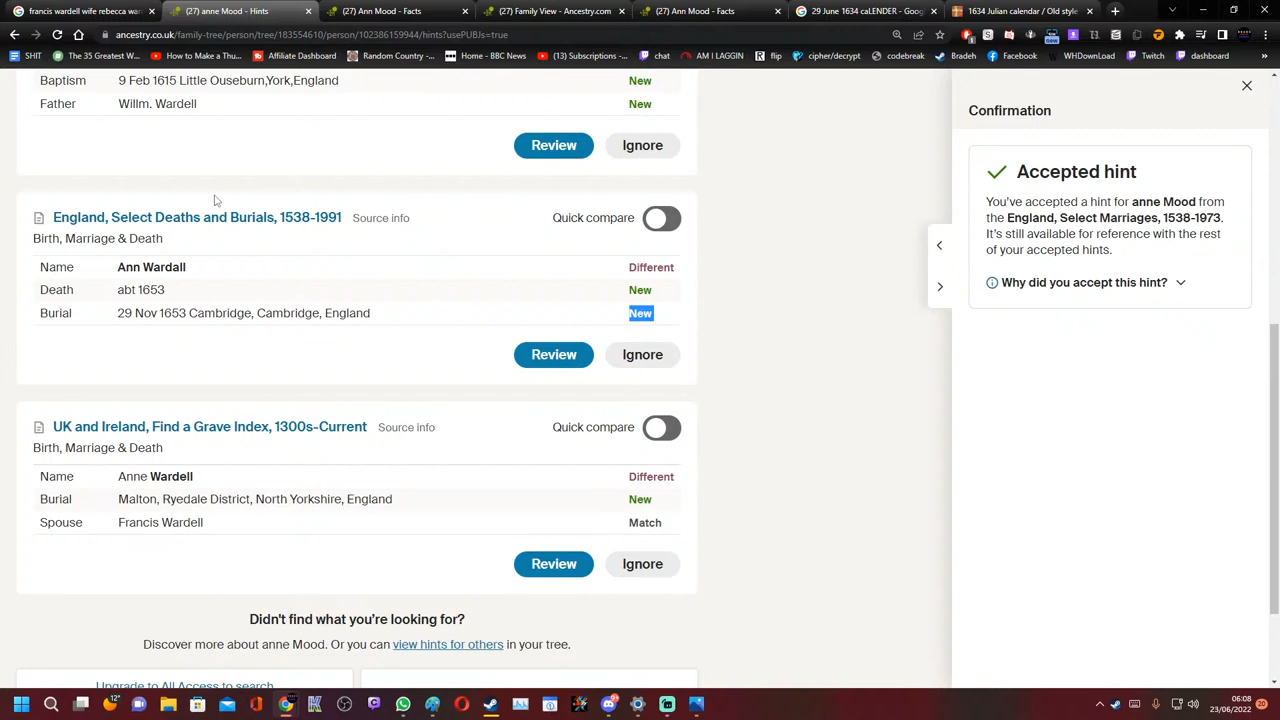 francis wardell wife rebecca war
(27) anne Mood - Hints
(27) Ann Mood - Facts
(27) Family View - Ancestry.com
(27) Ann Mood - Facts
29 June 1634 caLENDER - Goog
1634 Julian calendar / Old style
ancestry.co.uk/family-tree/person/tree/183554610/person/102386159944/hints?usePUBJs=true
SHIT
The 35 Greatest W...
How to Make a You...
Affiliate Dashboard
Random Country -...
Home - BBC News
(13) Subscriptions -...
chat
AM I LAGGIN
flip
cipher/decrypt
codebreak
Bradeh
Facebook
WHDownLoad
Twitch
dashboard
Baptism 9 Feb 1615 Little Ouseburn,York,England New
Father Willm. Wardell New
Review Ignore
England, Select Deaths and Burials, 1538-1991 Source info Quick compare
Birth, Marriage & Death
Name Ann Wardall Different
Death abt 1653 New
Burial 29 Nov 1653 Cambridge, Cambridge, England New
Review Ignore
UK and Ireland, Find a Grave Index, 1300s-Current Source info Quick compare
Birth, Marriage & Death
Name Anne Wardell Different
Burial Malton, Ryedale District, North Yorkshire, England New
Spouse Francis Wardell Match
Review Ignore
Didn't find what you're looking for?
Discover more about anne Mood. Or you can view hints for others in your tree.
Upgrade to All Access to search
Confirmation
Accepted hint
You've accepted a hint for anne Mood from
the England, Select Marriages, 1538-1973.
It's still available for reference with the rest
of your accepted hints.
Why did you accept this hint?
12°
06:08
23/06/2022